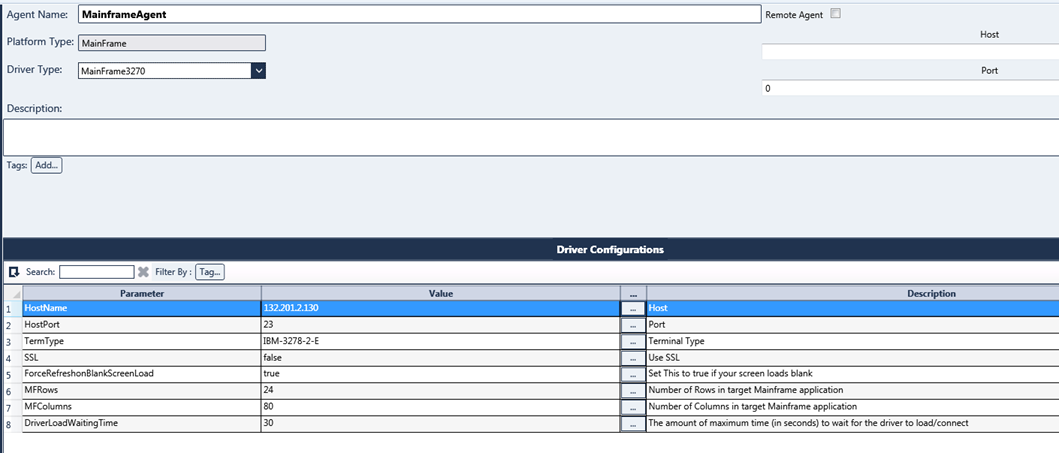 Agent Name: MainframeAgent Remote Agent
Host
Platform Type: MainFrame
Driver Type: MainFrame3270 Port
0
Description:
Tags: Add...
Driver Configurations
Search: Filter By : Tag...
Parameter Value ... Description
1 HostName 132.201.2.130 ... Host
2 HostPort 23 ... Port
3 TermType IBM-3278-2-E ... Terminal Type
4 SSL false ... Use SSL
5 ForceRefreshonBlankScreenLoad true ... Set This to true if your screen loads blank
6 MFRows 24 ... Number of Rows in target Mainframe application
7 MFColumns 80 ... Number of Columns in target Mainframe application
8 DriverLoadWaitingTime 30 ... The amount of maximum time (in seconds) to wait for the driver to load/connect